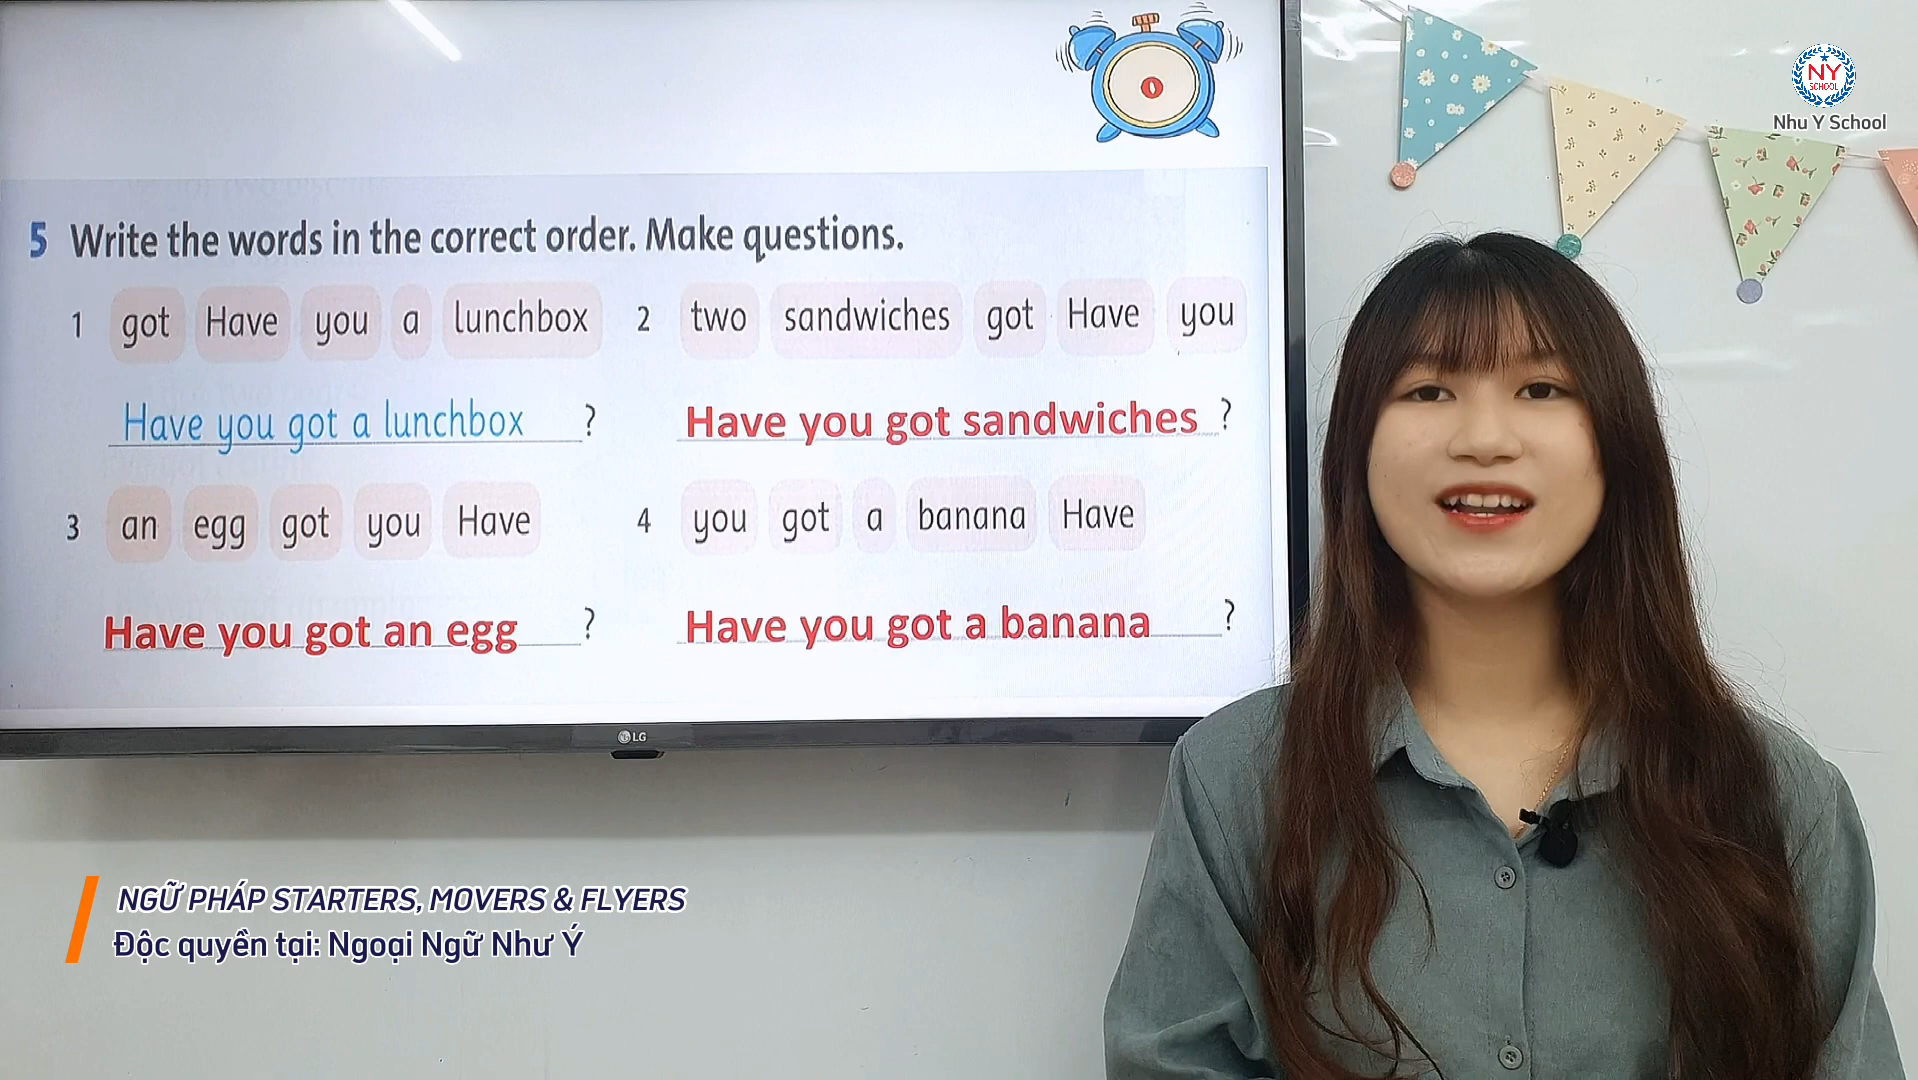 NY
SCHOOL
Nhu Y School
5 Write the words in the correct order. Make questions.
1 got Have you a lunchbox
2 two sandwiches got Have you
Have you got a lunchbox ?
Have you got sandwiches ?
3 an egg got you Have
4 you got a banana Have
Have you got an egg ?
Have you got a banana ?
LG
NGỮ PHÁP STARTERS, MOVERS & FLYERS
Độc quyền tại: Ngoại Ngữ Như Ý